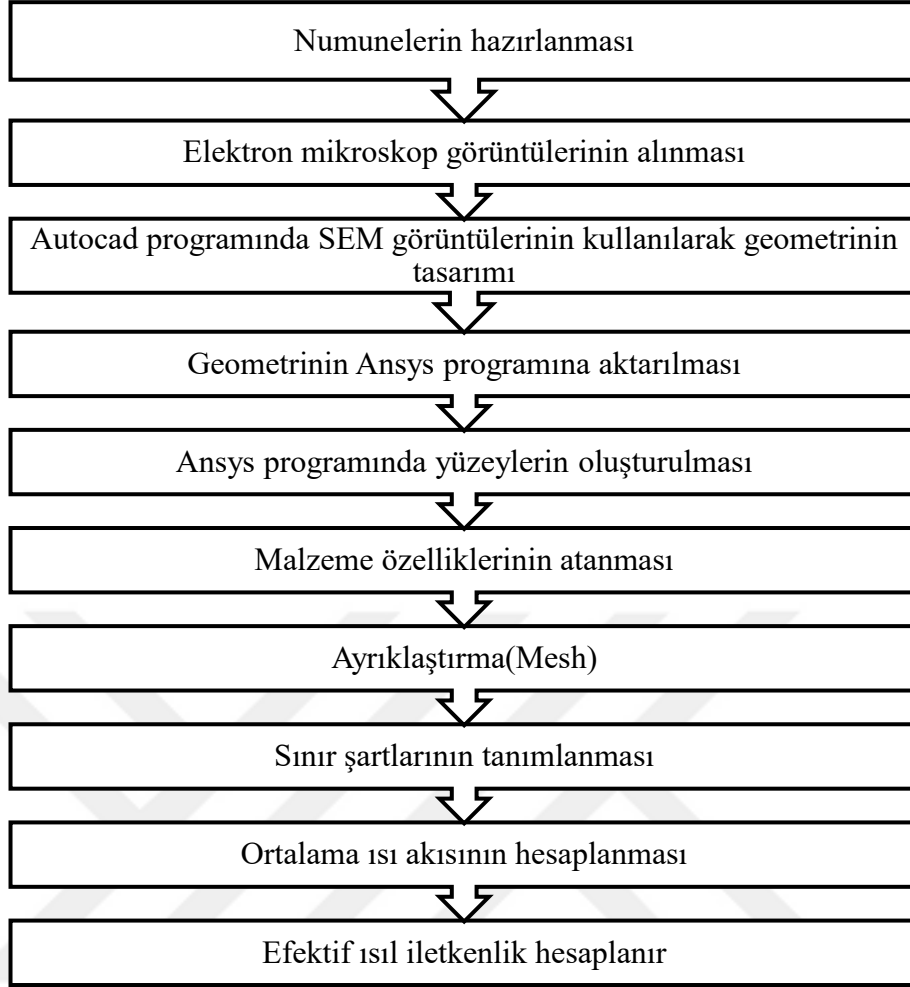 Numunelerin hazırlanması
Elektron mikroskop görüntülerinin alınması
Autocad programında SEM görüntülerinin kullanılarak geometrinin
tasarımı
Geometrinin Ansys programına aktarılması
Ansys programında yüzeylerin oluşturulması
Malzeme özelliklerinin atanması
Ayrıklaştırma(Mesh)
Sınır şartlarının tanımlanması
Ortalama ısı akısının hesaplanması
Efektif ısıl iletkenlik hesaplanır